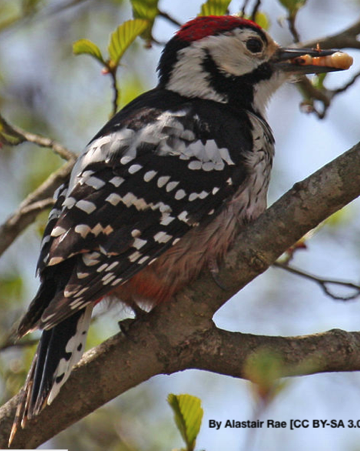 By Alastair Rae [CC BY-SA 3.0